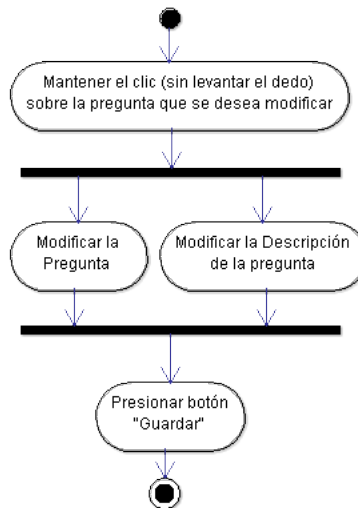 Mantener el clic (sin levantar el dedo)
sobre la pregunta que se desea modificar
Modificar la
Pregunta
Modificar la Descripción
de la pregunta
Presionar botón
"Guardar"